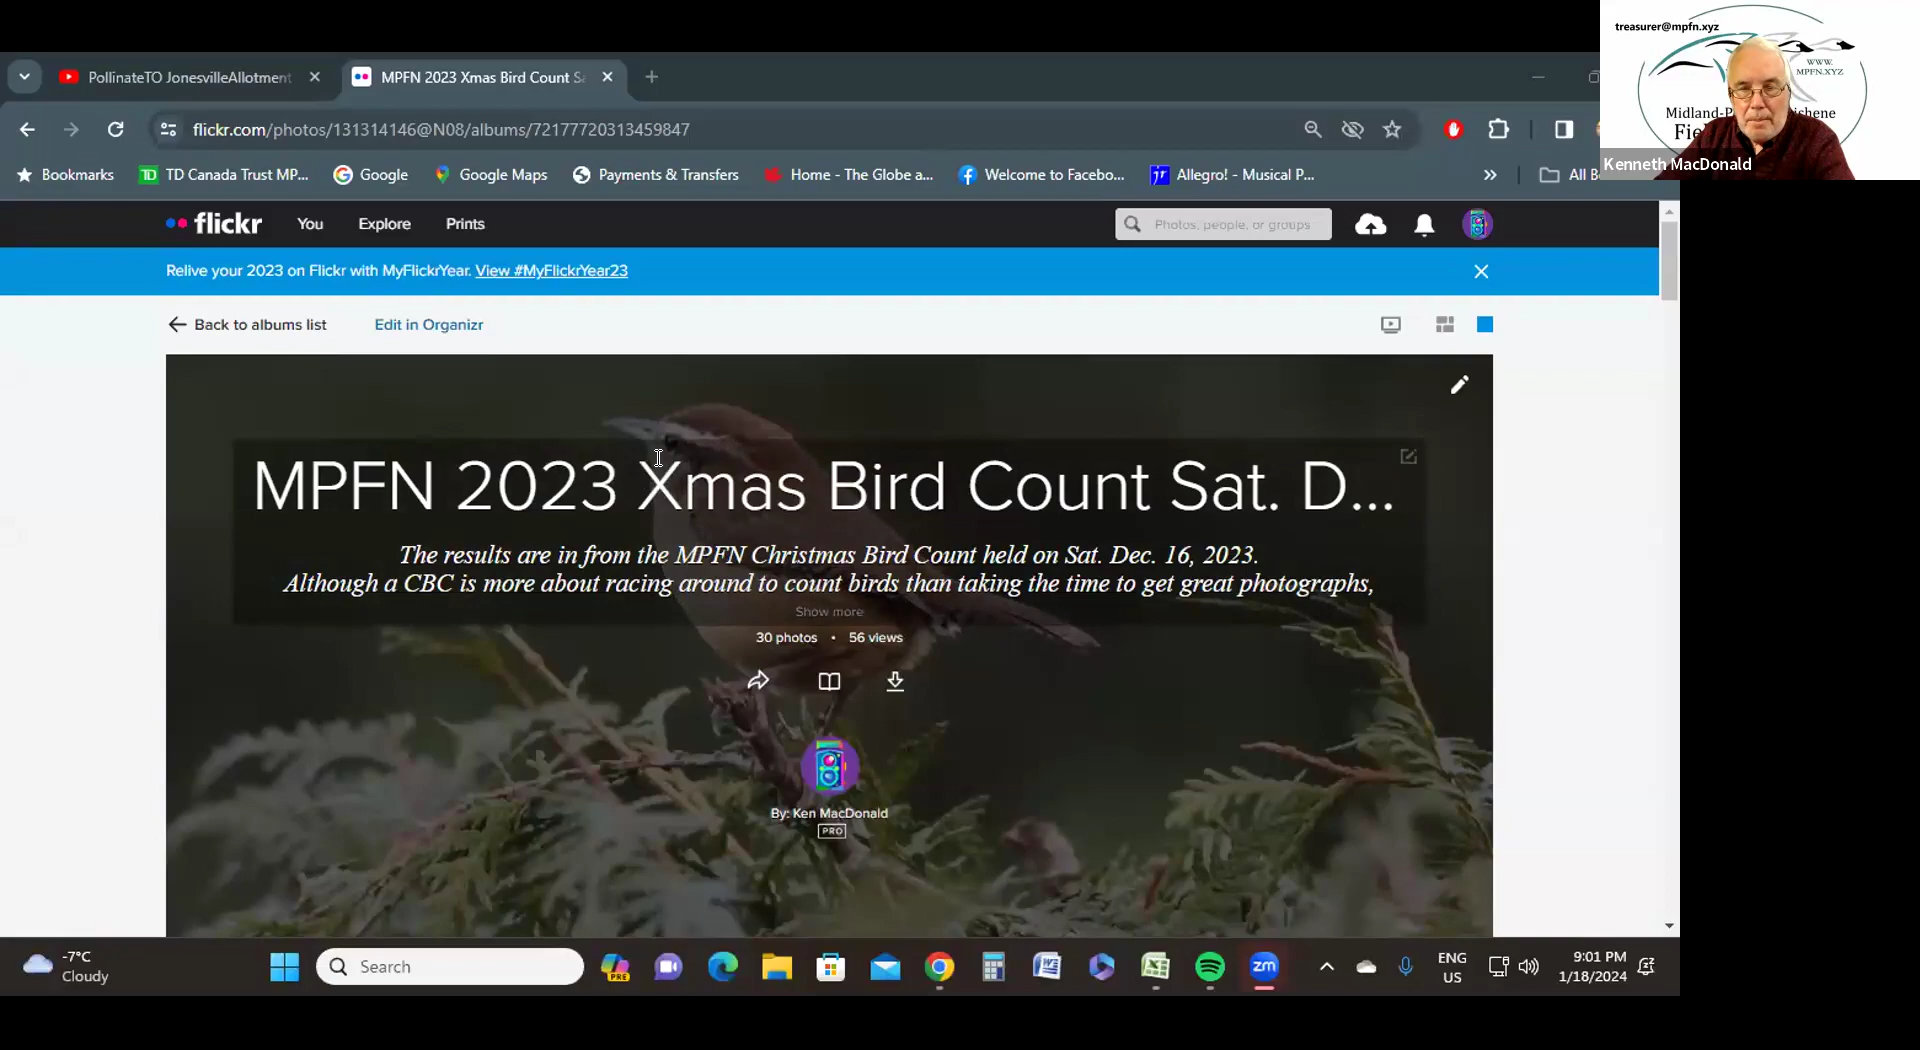 treasurer@mpfn.xyz
WWW.
MPFN.XYZ
Kenneth MacDonald
PollinateTO JonesvilleAllotment
MPFN 2023 Xmas Bird Count
flickr.com/photos/131314146@N08/albums/72177720313459847
Bookmarks TD Canada Trust MP... Google Google Maps Payments & Transfers Home - The Globe a... Welcome to Facebo... Allegro! - Musical P... All
flickr You Explore Prints Photos, people, or groups
Relive your 2023 on Flickr with MyFlickrYear. View #MyFlickrYear23
Back to albums list Edit in Organizr
MPFN 2023 Xmas Bird Count Sat. D...
The results are in from the MPFN Christmas Bird Count held on Sat. Dec. 16, 2023.
Although a CBC is more about racing around to count birds than taking the time to get great photographs,
Show more
30 photos • 56 views
By: Ken MacDonald
PRO
-7°C
Cloudy
Search
PRE
zm
ENG
US
9:01 PM
1/18/2024